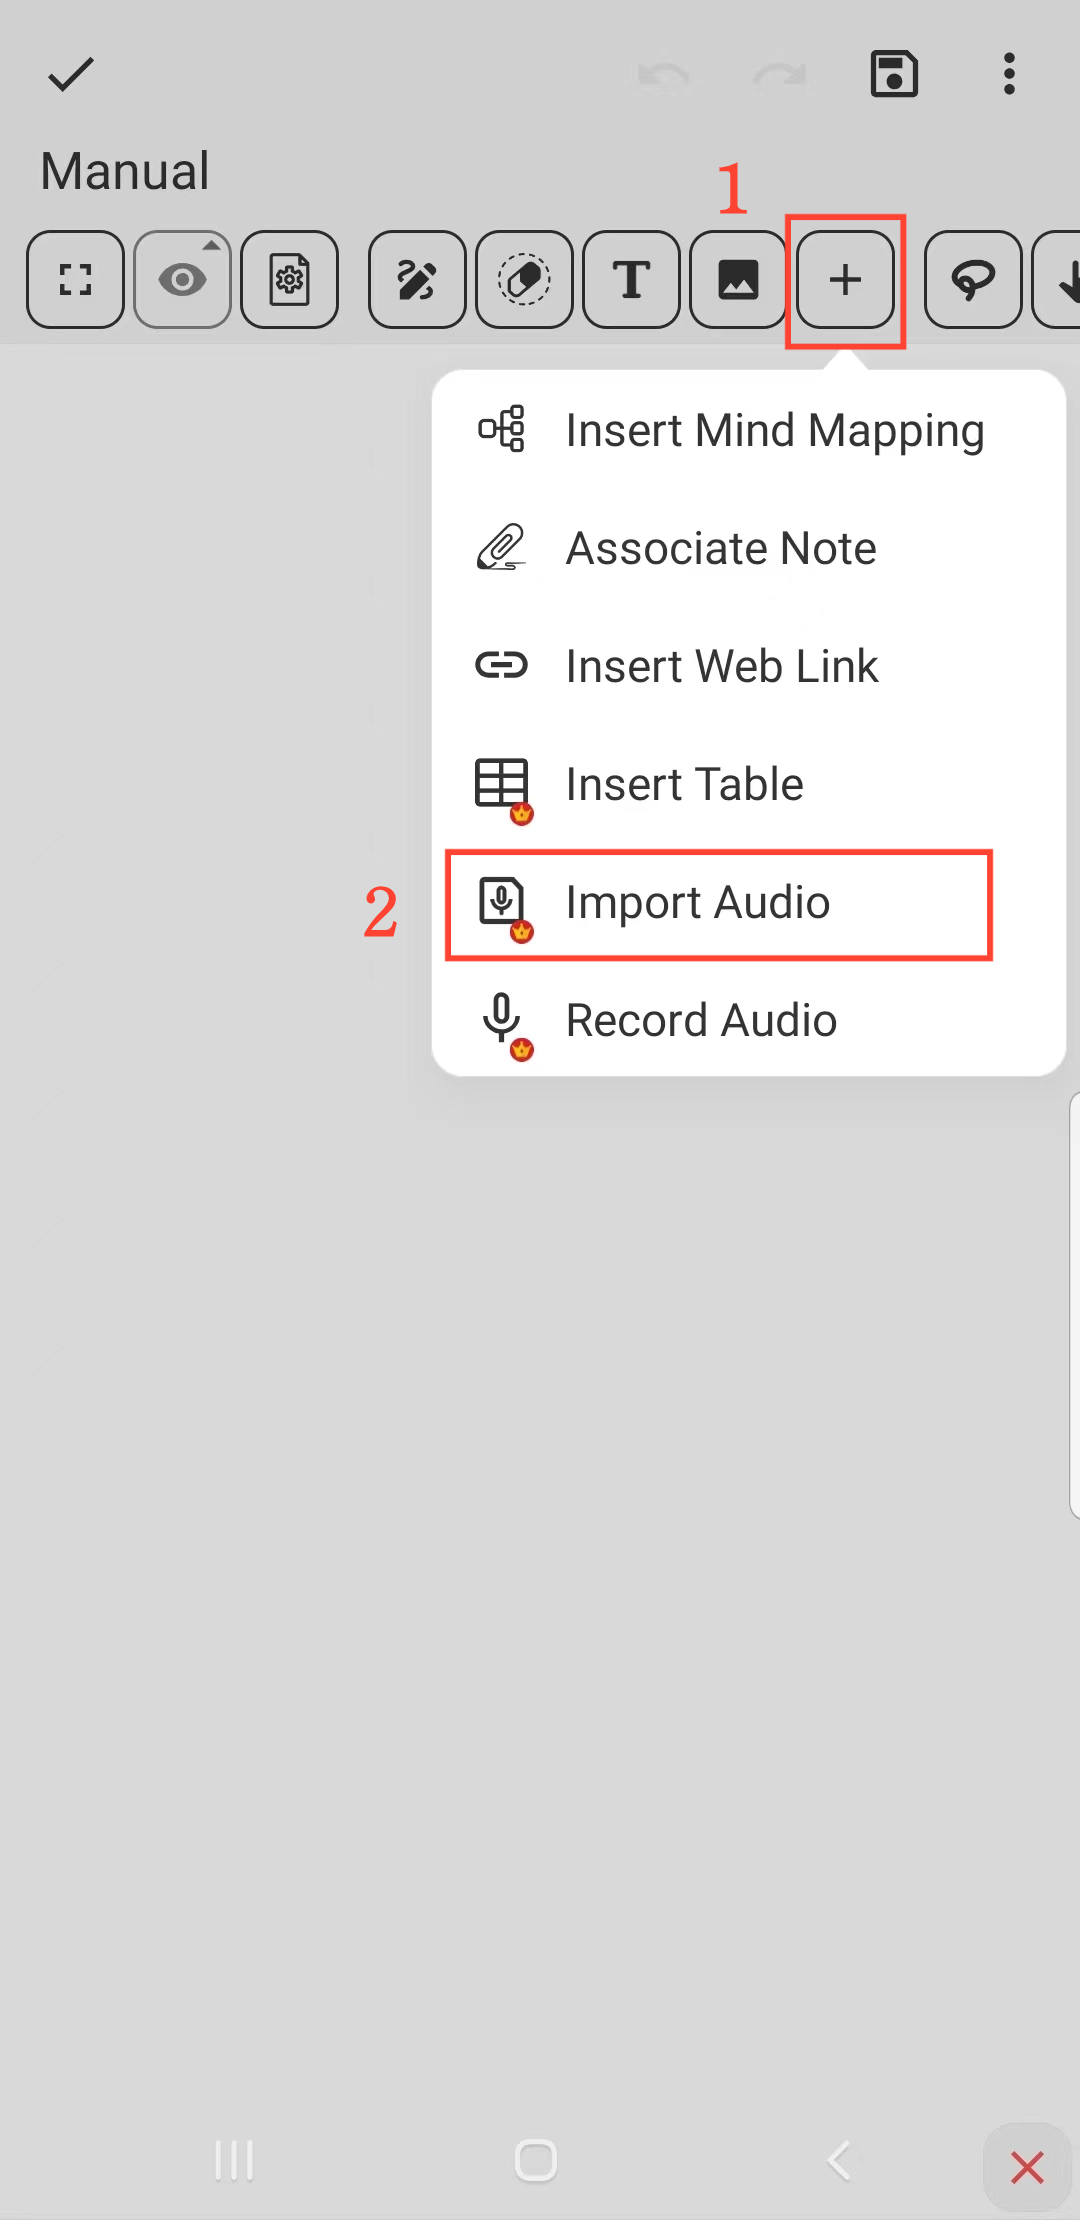 Manual
1
T
Insert Mind Mapping
Associate Note
Insert Web Link
Insert Table
2
Import Audio
Record Audio